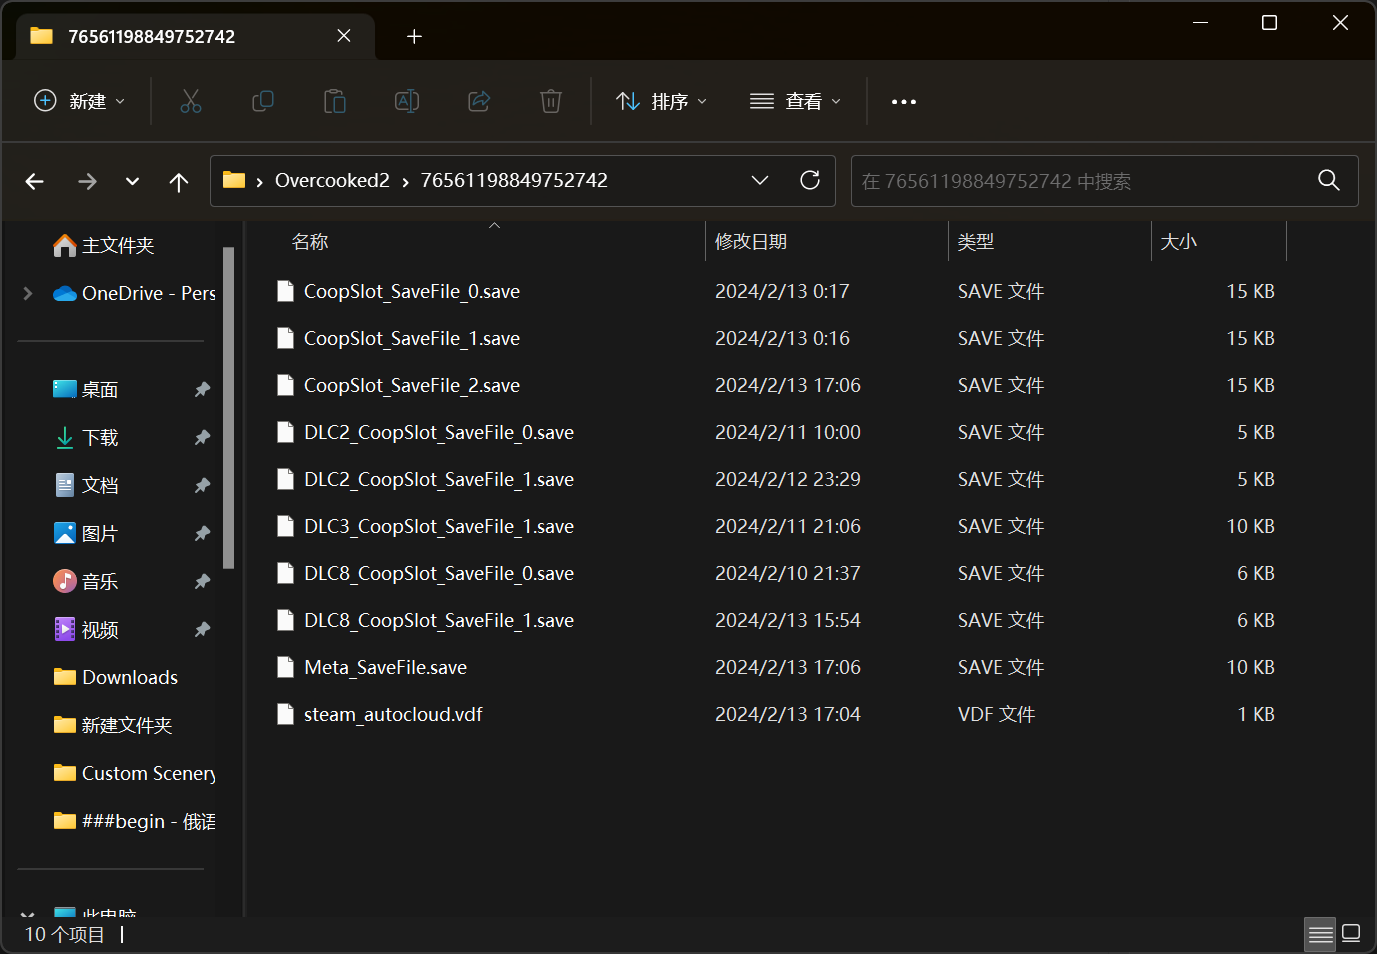 76561198849752742
新建
排序
查看
Overcooked2 › 76561198849752742
在 76561198849752742 中搜索
主文件夹
OneDrive - Pers
桌面
下载
文档
图片
音乐
视频
Downloads
新建文件夹
Custom Scenery
###begin - 俄语
此电脑
名称 修改日期 类型 大小
CoopSlot_SaveFile_0.save 2024/2/13 0:17 SAVE 文件 15 KB
CoopSlot_SaveFile_1.save 2024/2/13 0:16 SAVE 文件 15 KB
CoopSlot_SaveFile_2.save 2024/2/13 17:06 SAVE 文件 15 KB
DLC2_CoopSlot_SaveFile_0.save 2024/2/11 10:00 SAVE 文件 5 KB
DLC2_CoopSlot_SaveFile_1.save 2024/2/12 23:29 SAVE 文件 5 KB
DLC3_CoopSlot_SaveFile_1.save 2024/2/11 21:06 SAVE 文件 10 KB
DLC8_CoopSlot_SaveFile_0.save 2024/2/10 21:37 SAVE 文件 6 KB
DLC8_CoopSlot_SaveFile_1.save 2024/2/13 15:54 SAVE 文件 6 KB
Meta_SaveFile.save 2024/2/13 17:06 SAVE 文件 10 KB
steam_autocloud.vdf 2024/2/13 17:04 VDF 文件 1 KB
10 个项目